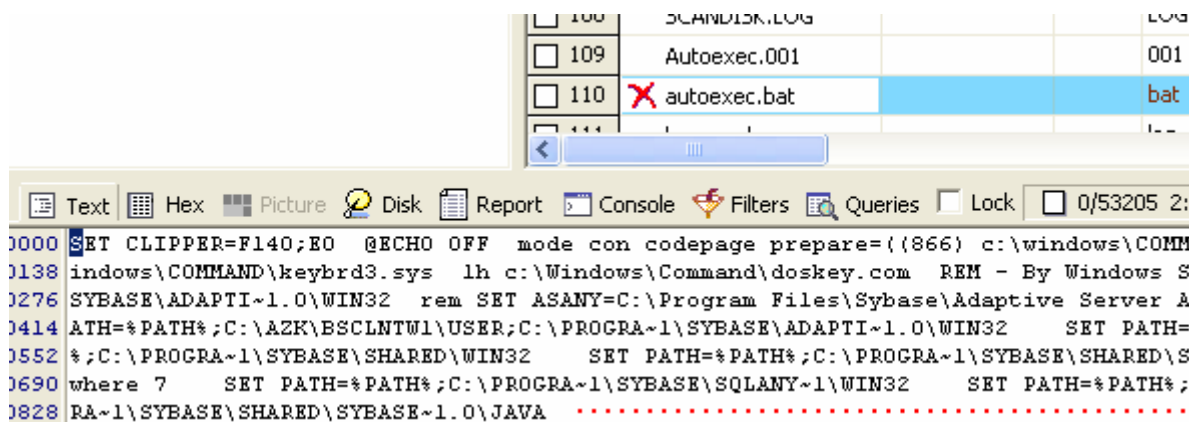 SCANDISK.LOG LOG
109 Autoexec.001 001
110 autoexec.bat bat
Text Hex Picture Disk Report Console Filters Queries Lock 0/53205 2:
0000 SET CLIPPER=F140;E0 @ECHO OFF mode con codepage prepare=((866) c:\windows\COMM
0138 indows\COMMAND\keybrd3.sys lh c:\Windows\Command\doskey.com REM - By Windows S
0276 SYBASE\ADAPTI~1.0\WIN32 rem SET ASANY=C:\Program Files\Sybase\Adaptive Server A
0414 ATH=%PATH%;C:\AZK\BSCLNTW1\USER;C:\PROGRA~1\SYBASE\ADAPTI~1.0\WIN32 SET PATH=
0552 %;C:\PROGRA~1\SYBASE\SHARED\WIN32 SET PATH=%PATH%;C:\PROGRA~1\SYBASE\SHARED\S
0690 where 7 SET PATH=%PATH%;C:\PROGRA~1\SYBASE\SQLANY~1\WIN32 SET PATH=%PATH%;
0828 RA~1\SYBASE\SHARED\SYBASE~1.0\JAVA